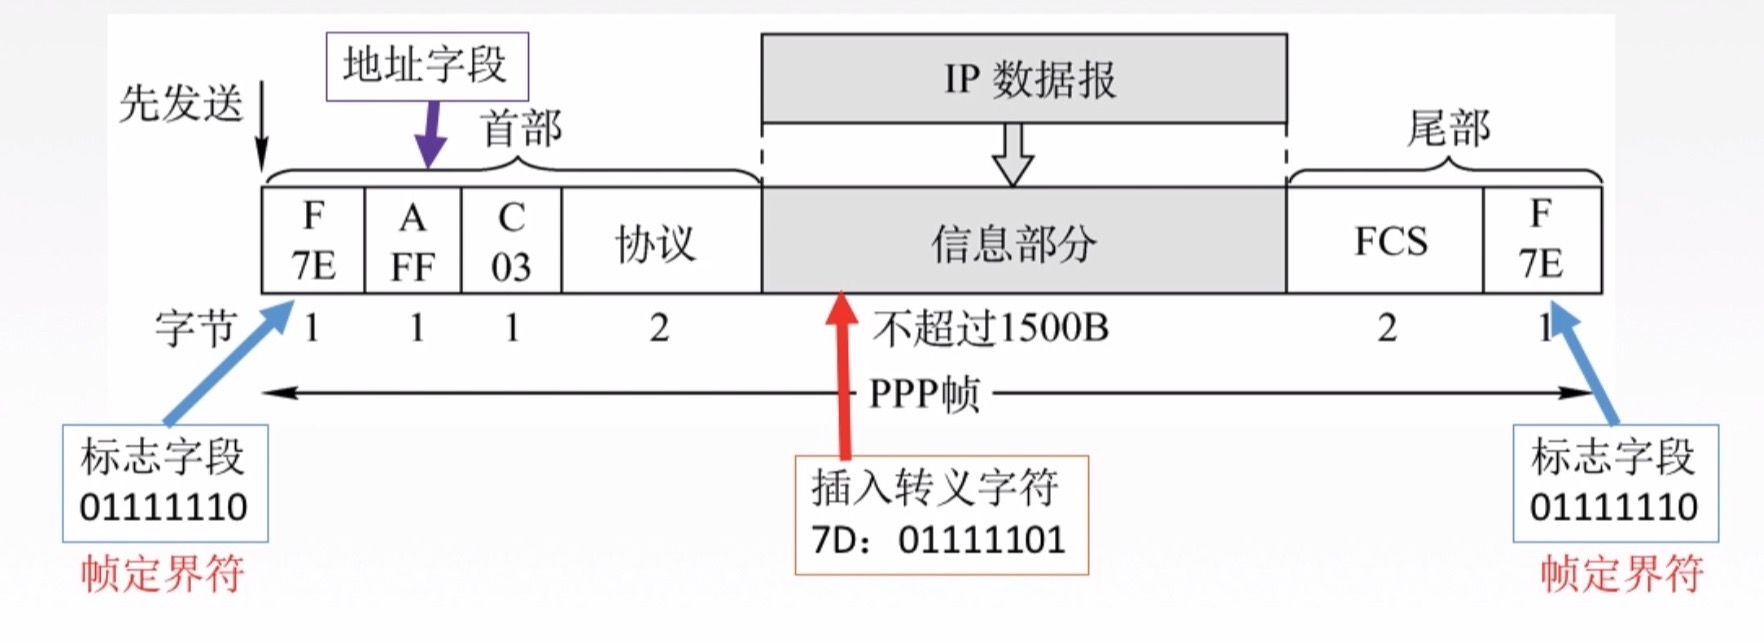 地址字段
IP 数据报
先发送
首部
尾部
F
7E
A
FF
C
03
协议
信息部分
FCS
F
7E
字节
1
1
1
2
不超过1500B
2
1
PPP帧
标志字段
01111110
帧定界符
插入转义字符
7D：01111101
标志字段
01111110
帧定界符